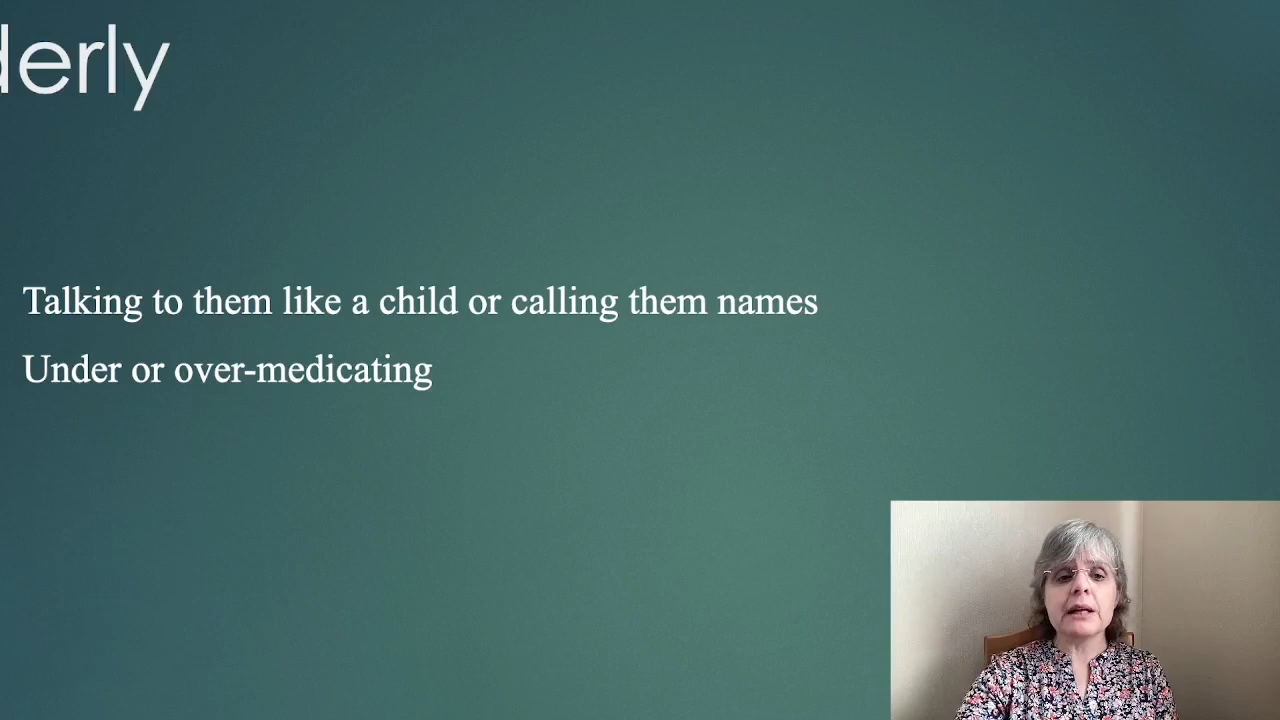 derly
Talking to them like a child or calling them names
Under or over-medicating